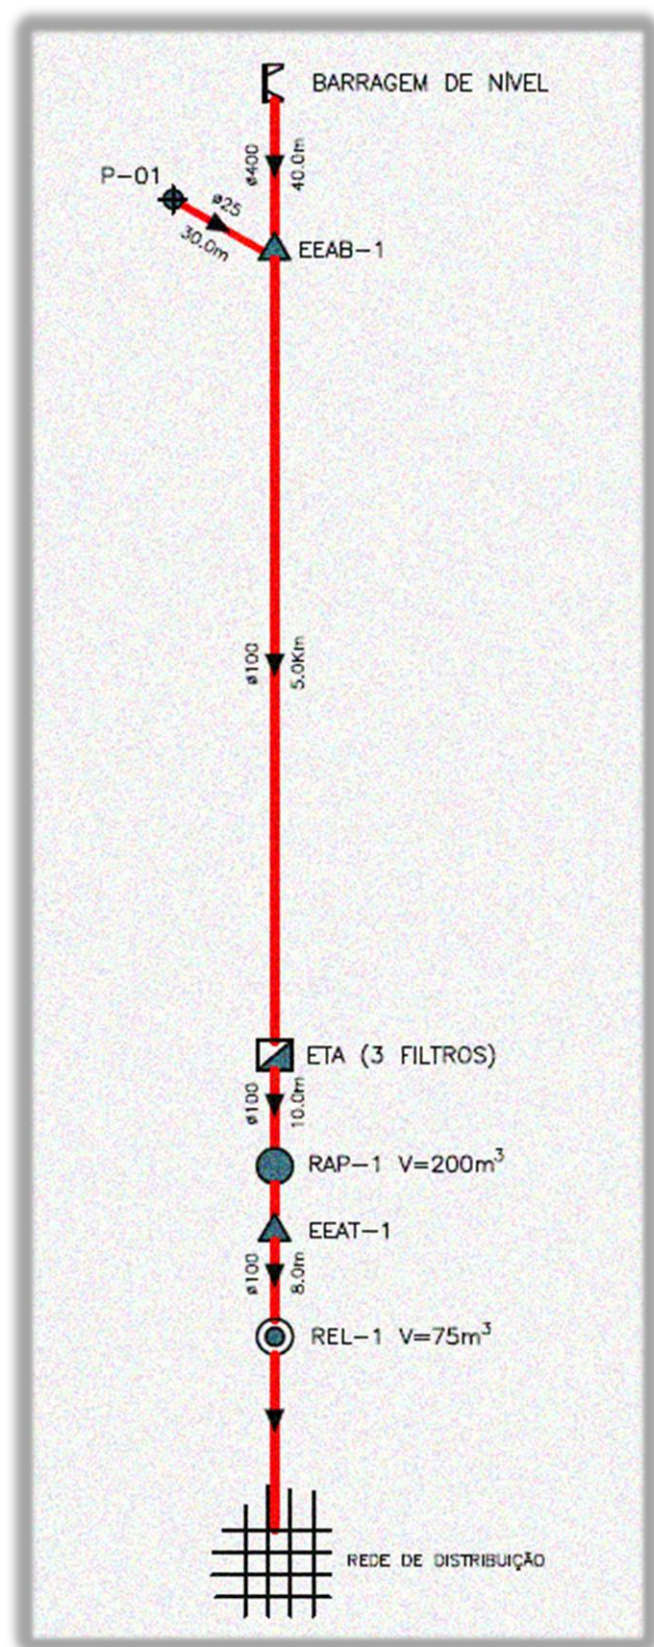 BARRAGEM DE NÍVEL
ø400
40.0m
P-01
ø25
30.0m
EEAB-1
ø100
5.0Km
ETA (3 FILTROS)
ø100
10.0m
RAP-1 V=200m³
EEAT-1
ø100
8.0m
REL-1 V=75m³
REDE DE DISTRIBUIÇÃO